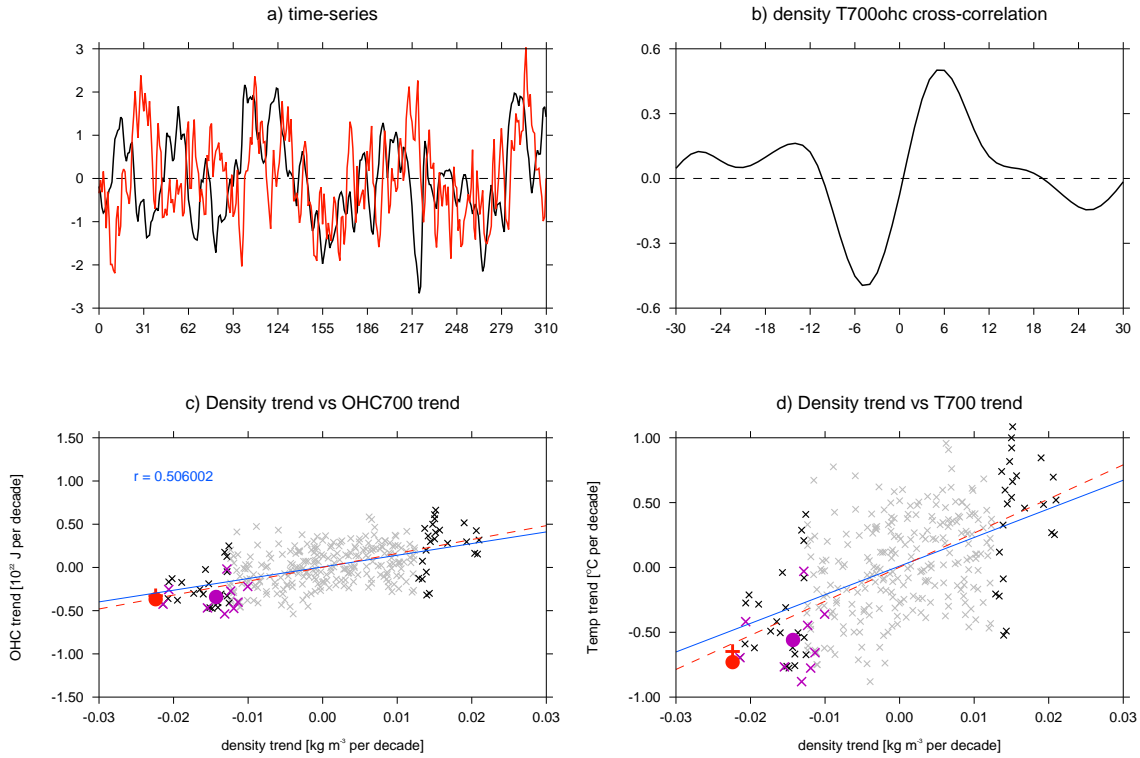 a) time-series
3
2
1
0
-1
-2
-3
0 31 62 93 124 155 186 217 248 279 310
b) density T700ohc cross-correlation
0.6
0.3
0.0
-0.3
-0.6
-30 -24 -18 -12 -6 0 6 12 18 24 30
c) Density trend vs OHC700 trend
r = 0.506002
OHC trend [10²² J per decade]
1.50
1.00
0.50
0.00
-0.50
-1.00
-1.50
-0.03 -0.02 -0.01 0.00 0.01 0.02 0.03
density trend [kg m⁻³ per decade]
d) Density trend vs T700 trend
Temp trend [°C per decade]
1.00
0.50
0.00
-0.50
-1.00
-0.03 -0.02 -0.01 0.00 0.01 0.02 0.03
density trend [kg m⁻³ per decade]